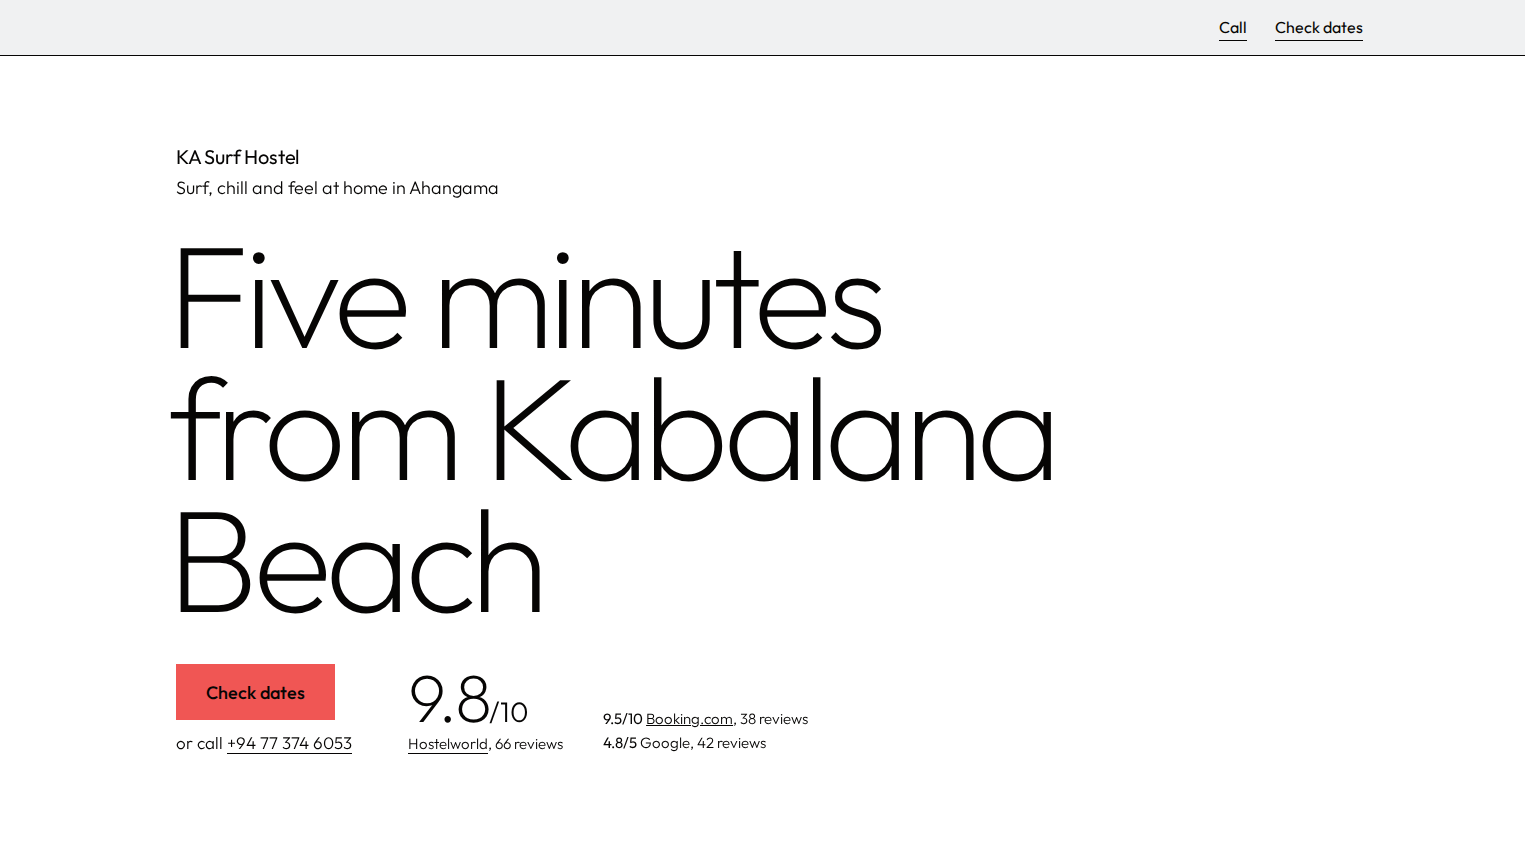 Call Check dates
KA Surf Hostel
Surf, chill and feel at home in Ahangama
Five minutes
from Kabalana
Beach
Check dates
or call +94 77 374 6053
9.8/10
Hostelworld, 66 reviews
9.5/10 Booking.com, 38 reviews
4.8/5 Google, 42 reviews